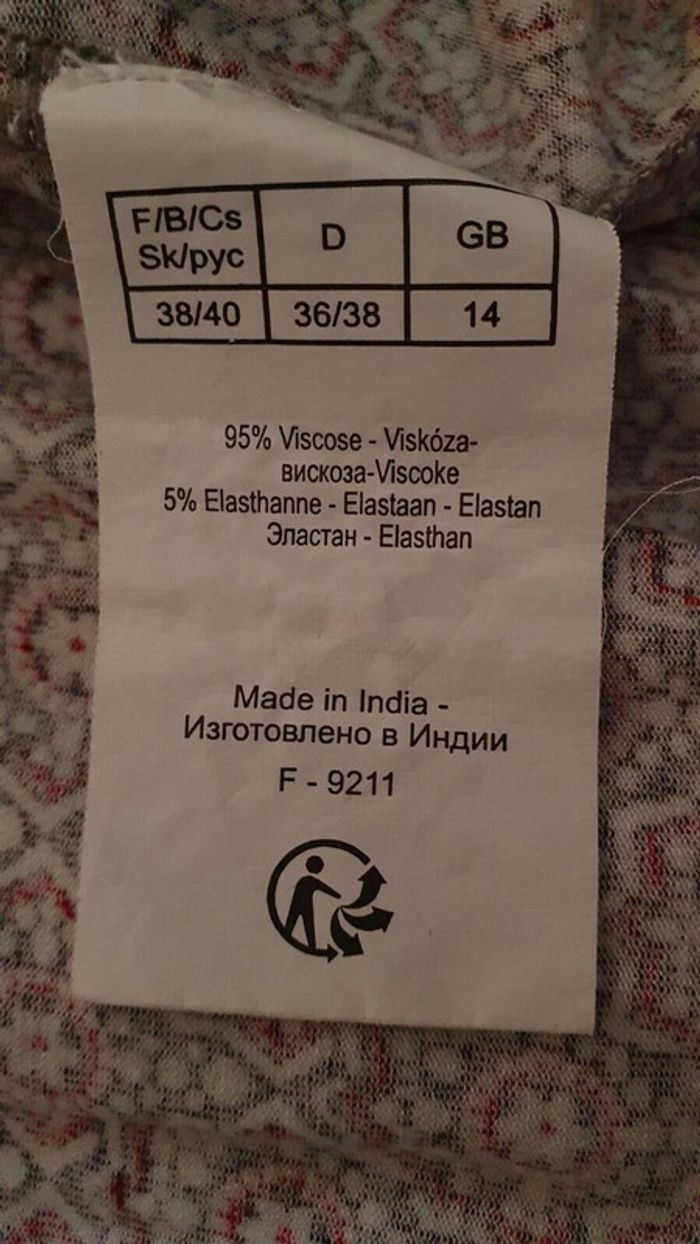 F/B/Cs D GB
Sk/рус
38/40 36/38 14
95% Viscose - Viskóza-
вискоза-Viscoke
5% Elasthanne - Elastaan - Elastan
Эластан - Elasthan
Made in India -
Изготовлено в Индии
F - 9211